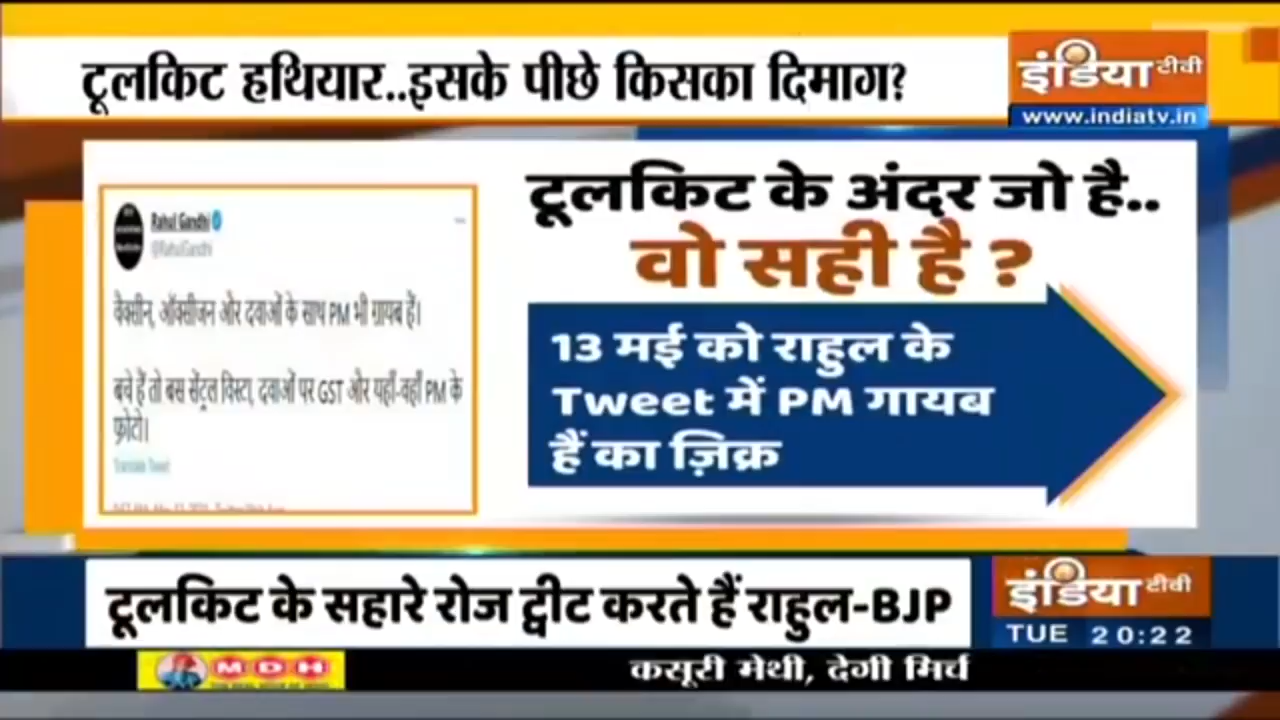 टूलकिट हथियार..इसके पीछे किसका दिमाग?
इंडिया टीवी
www.indiatv.in
Rahul Gandhi
@RahulGandhi
वैक्सीन, ऑक्सीजन और दवाओं के साथ PM भी ग़ायब हैं।
बचे हैं तो बस सेंट्रल विस्टा, दवाओं पर GST और यहाँ-वहाँ PM के
फ़ोटो।
Translate Tweet
टूलकिट के अंदर जो है..
वो सही है ?
13 मई को राहुल के
Tweet में PM गायब
हैं का ज़िक्र
टूलकिट के सहारे रोज ट्वीट करते हैं राहुल-BJP
इंडिया टीवी
TUE 20:22
MDH
कसूरी मेथी, देगी मिर्च